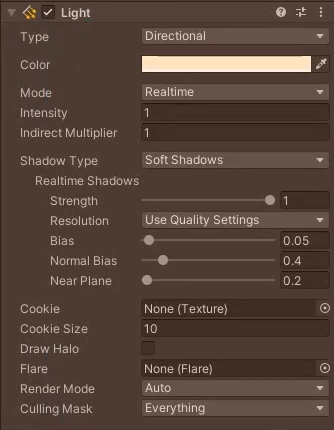 Light
Type Directional
Color
Mode Realtime
Intensity 1
Indirect Multiplier 1
Shadow Type Soft Shadows
Realtime Shadows
Strength 1
Resolution Use Quality Settings
Bias 0.05
Normal Bias 0.4
Near Plane 0.2
Cookie None (Texture)
Cookie Size 10
Draw Halo
Flare None (Flare)
Render Mode Auto
Culling Mask Everything